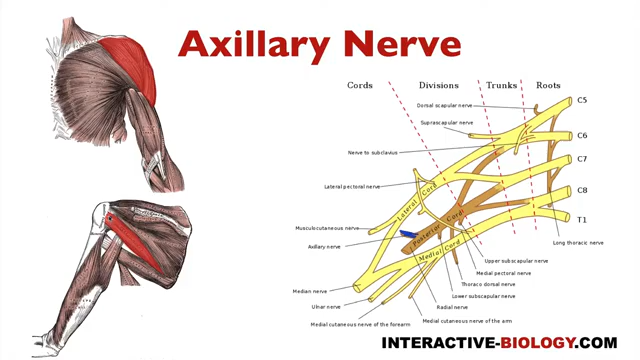 Axillary Nerve
Cords
Divisions
Trunks
Roots
Dorsal scapular nerve
C5
Suprascapular nerve
C6
Nerve to subclavius
C7
Lateral pectoral nerve
C8
Lateral Cord
T1
Musculocutaneous nerve
Posterior Cord
Axillary nerve
Medial Cord
Long thoracic nerve
Upper subscapular nerve
Medial pectoral nerve
Thoraco dorsal nerve
Median nerve
Lower subscapular nerve
Ulnar nerve
Radial nerve
Medial cutaneous nerve of the forearm
Medial cutaneous nerve of the arm
INTERACTIVE-BIOLOGY.COM